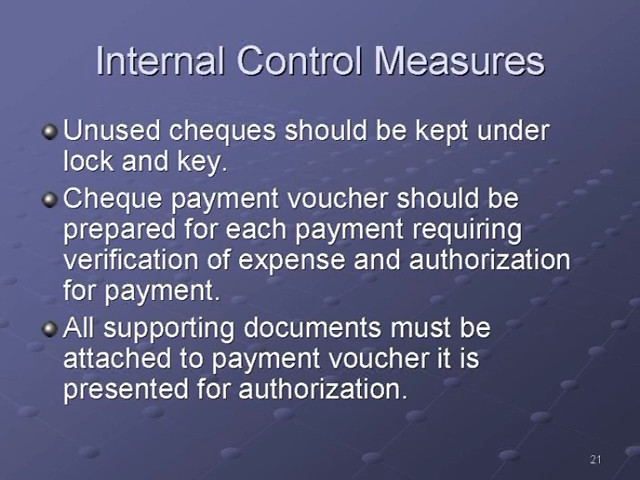 Internal Control Measures
Unused cheques should be kept under
lock and key.
Cheque payment voucher should be
prepared for each payment requiring
verification of expense and authorization
for payment.
All supporting documents must be
attached to payment voucher it is
presented for authorization.
21